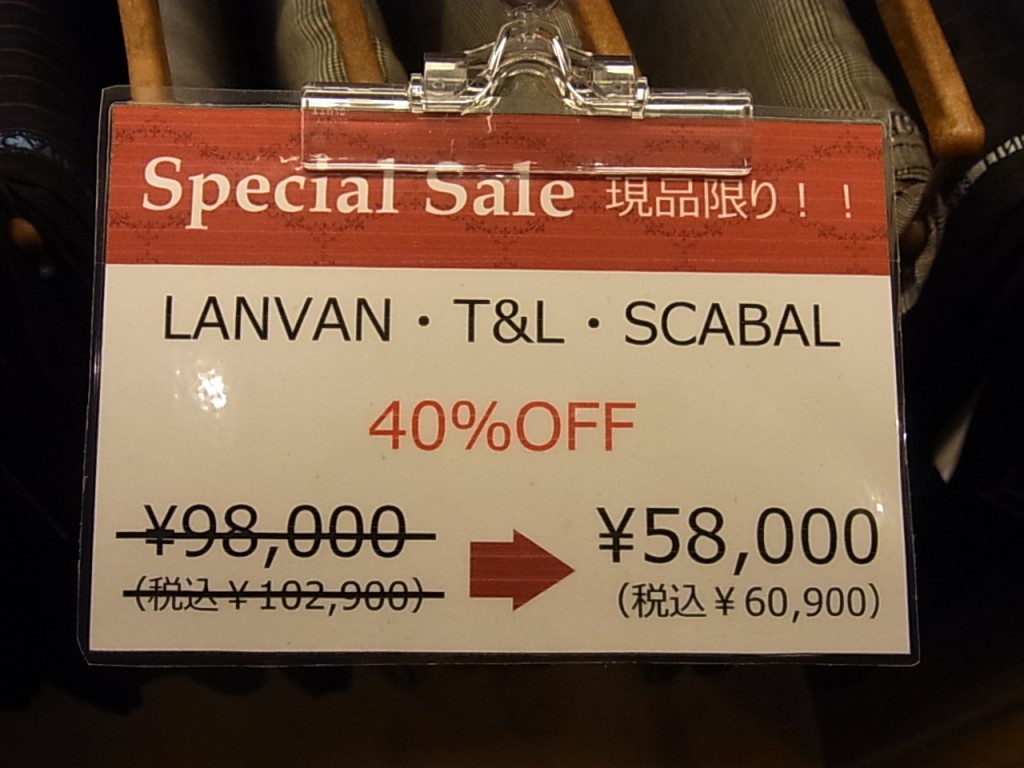 Special Sale 現品限り！！
LANVAN・T&L・SCABAL
40%OFF
¥98,000
(税込¥102,900)
¥58,000
(税込¥60,900)